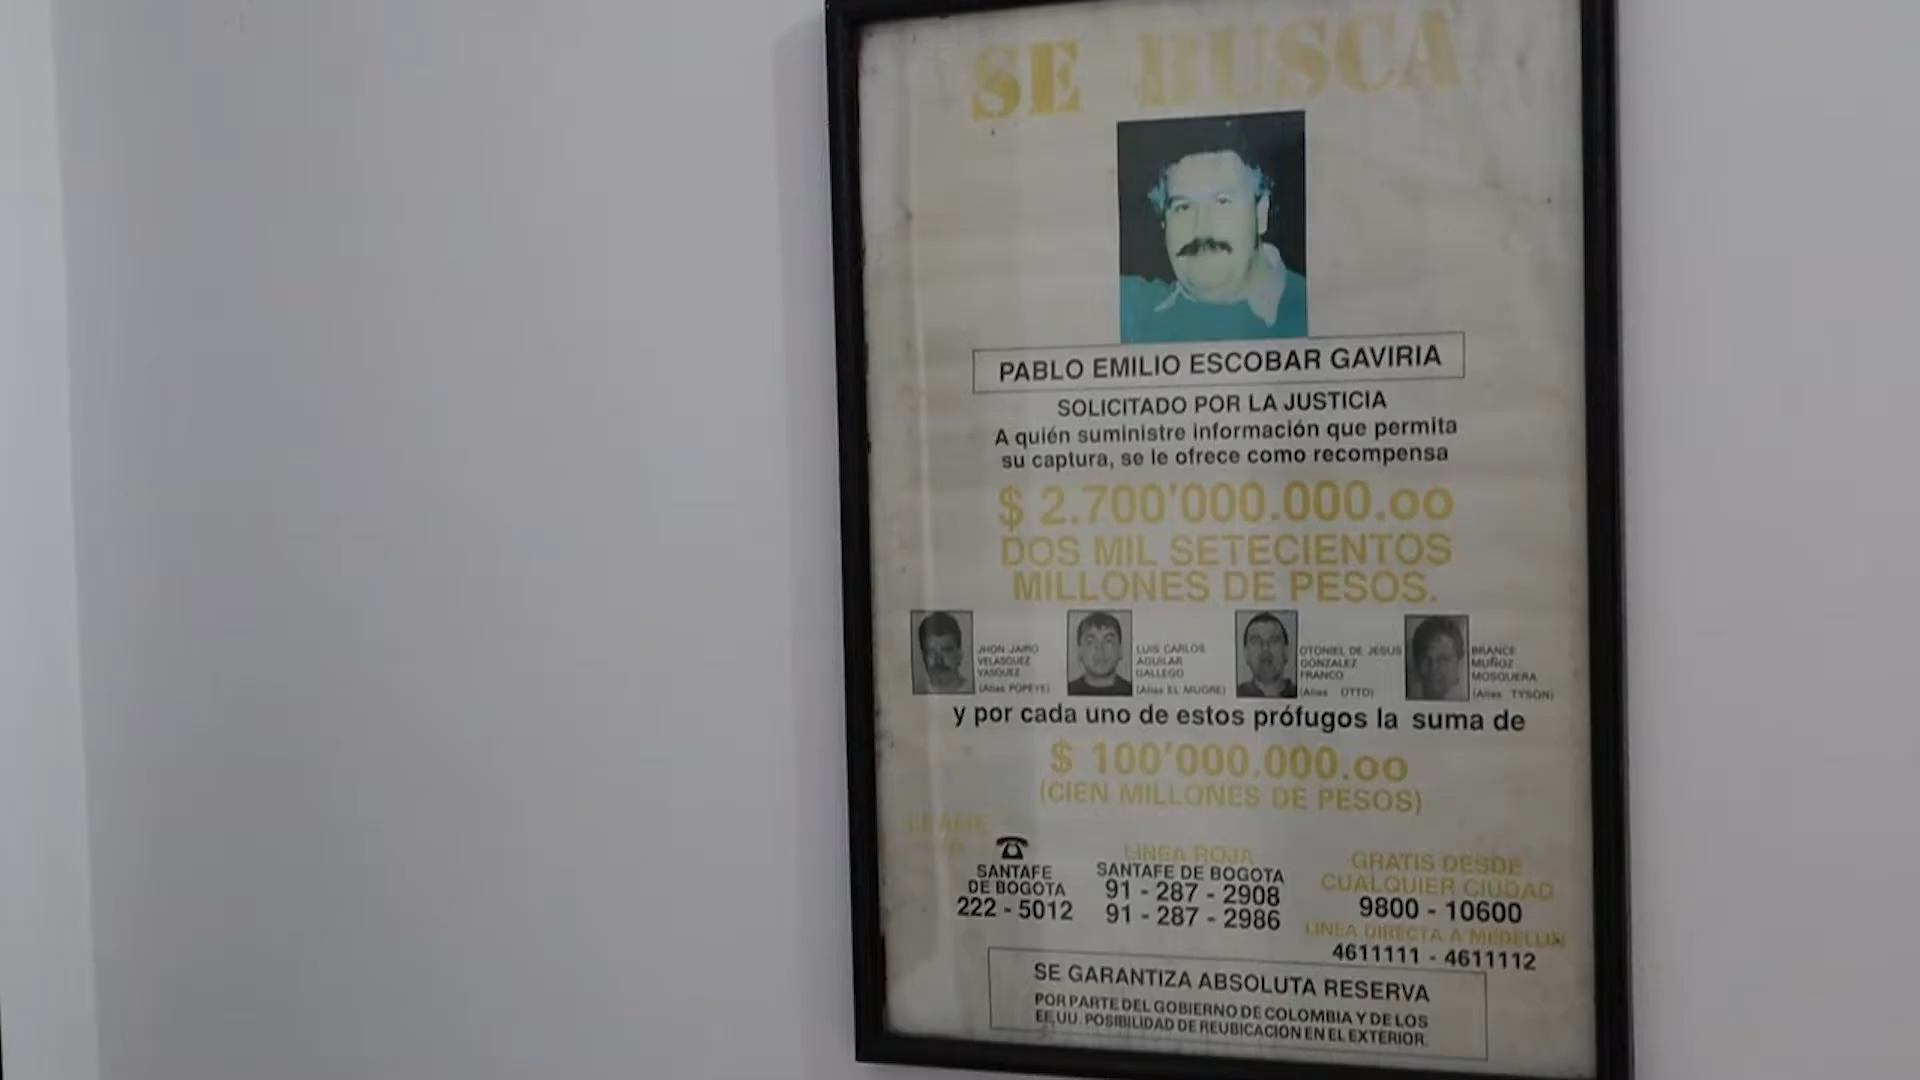 SE BUSCA
PABLO EMILIO ESCOBAR GAVIRIA
SOLICITADO POR LA JUSTICIA
A quién suministre información que permita
su captura, se le ofrece como recompensa
$ 2.700'000.000.oo
DOS MIL SETECIENTOS
MILLONES DE PESOS.
JHON JAIRO
VELASQUEZ
VASQUEZ
(Alias POPEYE)
LUIS CARLOS
AGUILAR
GALLEGO
(Alias EL MUGRE)
OTONIEL DE JESUS
GONZALEZ
FRANCO
(Alias OTTO)
BRANCE
MUÑOZ
MOSQUERA
(Alias TYSON)
y por cada uno de estos prófugos la suma de
$ 100'000.000.oo
(CIEN MILLONES DE PESOS)
SANTAFE
DE BOGOTA
222 - 5012
LINEA ROJA
SANTAFE DE BOGOTA
91 - 287 - 2908
91 - 287 - 2986
GRATIS DESDE
CUALQUIER CIUDAD
9800 - 10600
LINEA DIRECTA A MEDELLIN
4611111 - 4611112
SE GARANTIZA ABSOLUTA RESERVA
POR PARTE DEL GOBIERNO DE COLOMBIA Y DE LOS
EE.UU. POSIBILIDAD DE REUBICACION EN EL EXTERIOR.